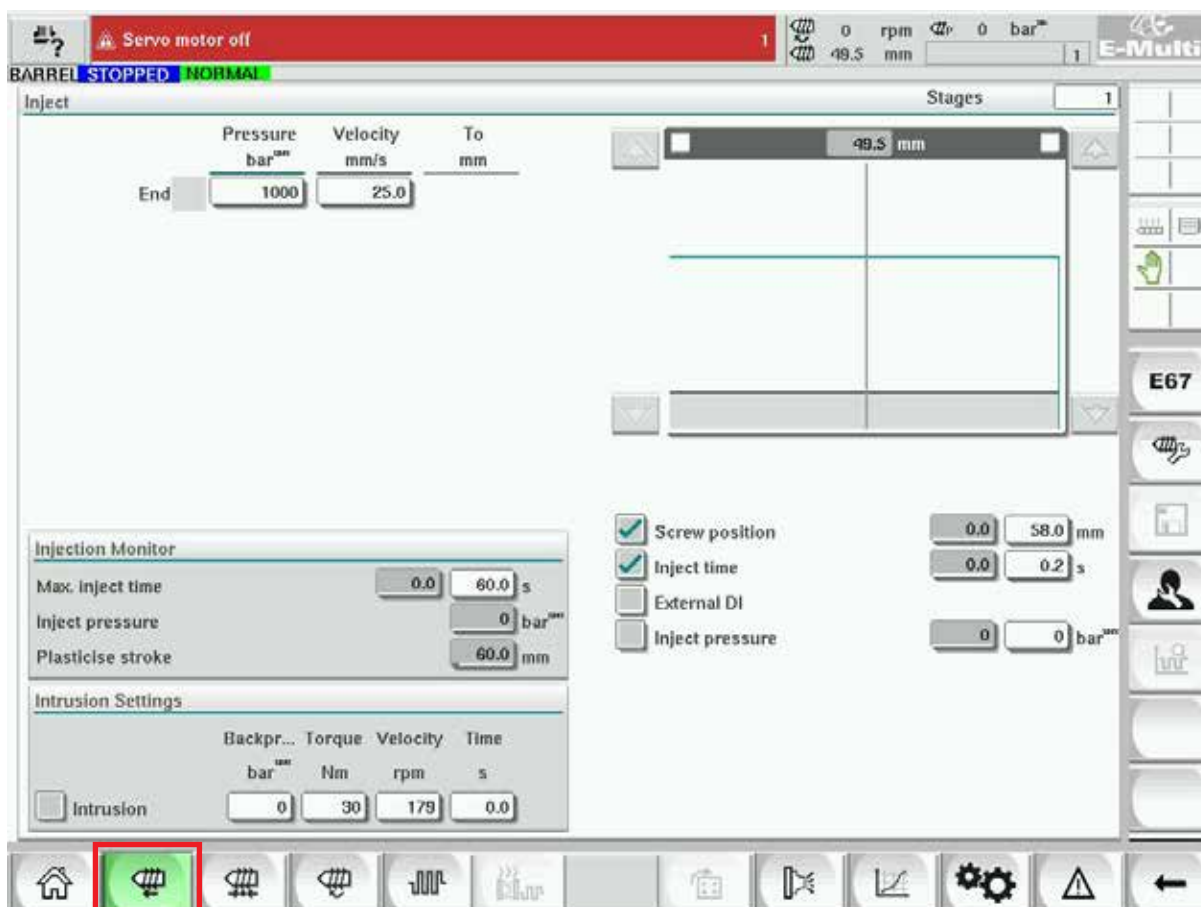 ? Servo motor off 1 0 rpm 0 bar
49.5 mm 1 E-Multi
BARREL STOPPED NORMAL
Inject Stages 1
Pressure Velocity To
bar mm/s mm
End 1000 25.0
49.5 mm
E67
Screw position 0.0 58.0 mm
Inject time 0.0 0.2 s
External DI
Inject pressure 0 0 bar
Injection Monitor
Max. inject time 0.0 60.0 s
Inject pressure 0 bar
Plasticise stroke 60.0 mm
Intrusion Settings
Backpr... Torque Velocity Time
bar Nm rpm s
Intrusion 0 30 179 0.0